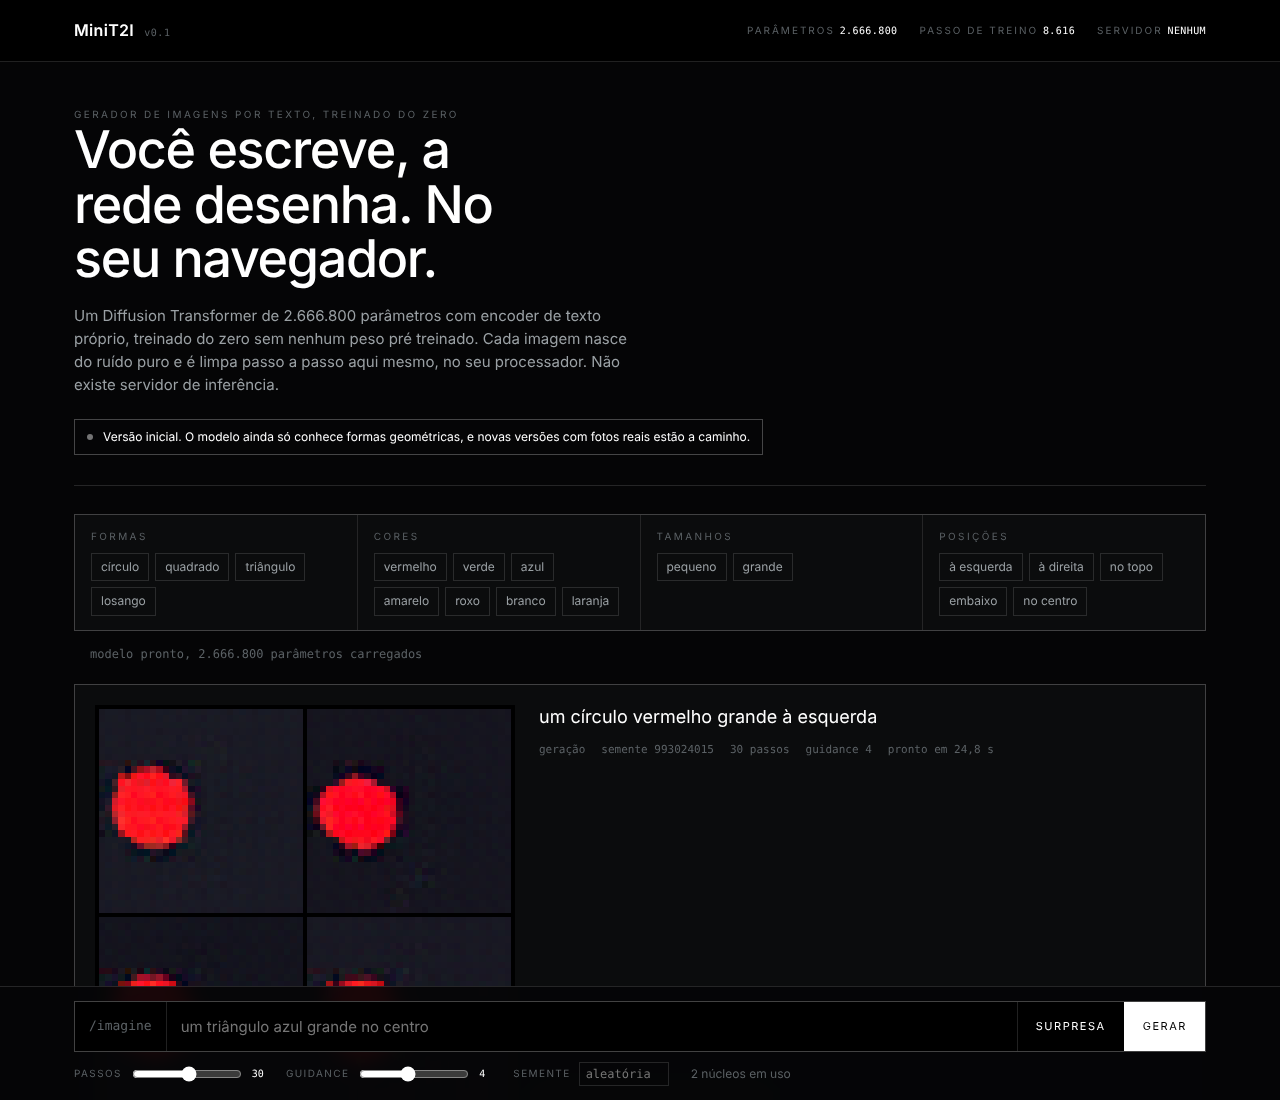 MiniT2I v0.1
PARÂMETROS 2.666.800 PASSO DE TREINO 8.616 SERVIDOR NENHUM
GERADOR DE IMAGENS POR TEXTO, TREINADO DO ZERO
Você escreve, a
rede desenha. No
seu navegador.
Um Diffusion Transformer de 2.666.800 parâmetros com encoder de texto
próprio, treinado do zero sem nenhum peso pré treinado. Cada imagem nasce
do ruído puro e é limpa passo a passo aqui mesmo, no seu processador. Não
existe servidor de inferência.
Versão inicial. O modelo ainda só conhece formas geométricas, e novas versões com fotos reais estão a caminho.
FORMAS
círculo quadrado triângulo
losango
CORES
vermelho verde azul
amarelo roxo branco laranja
TAMANHOS
pequeno grande
POSIÇÕES
à esquerda à direita no topo
embaixo no centro
modelo pronto, 2.666.800 parâmetros carregados
um círculo vermelho grande à esquerda
geração semente 993024015 30 passos guidance 4 pronto em 24,8 s
/imagine um triângulo azul grande no centro SURPRESA GERAR
PASSOS 30 GUIDANCE 4 SEMENTE aleatória 2 núcleos em uso